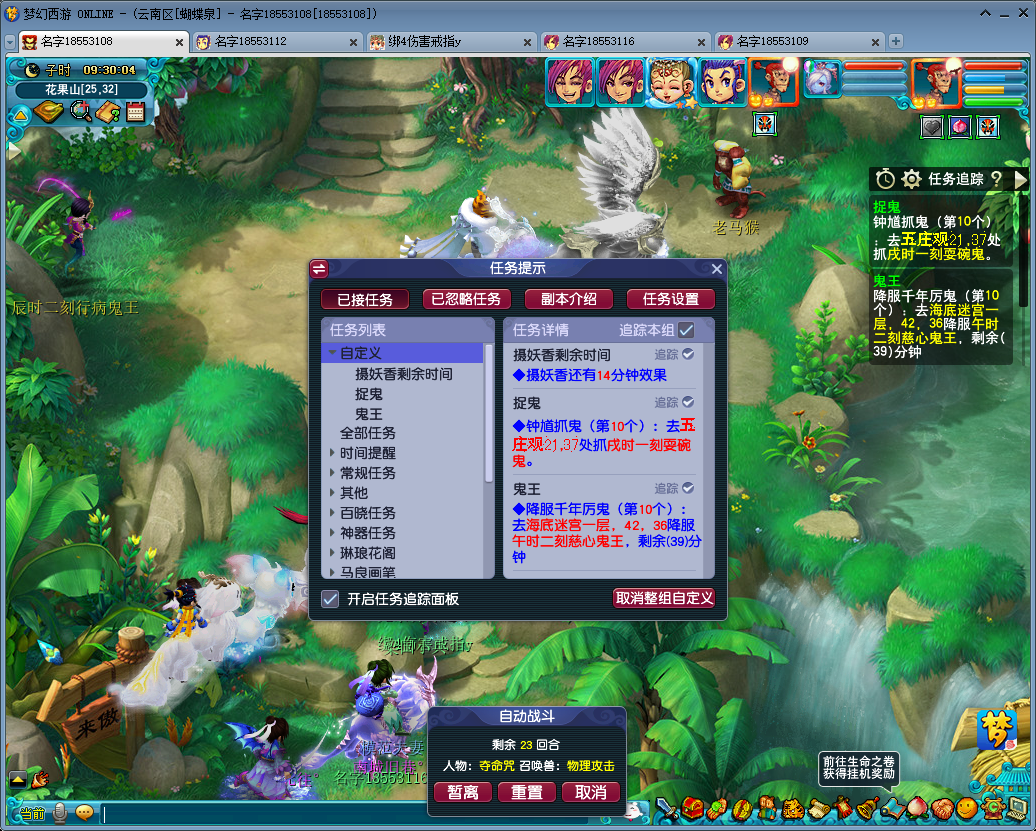 梦幻西游 ONLINE - (云南区[蝴蝶泉] - 名字18553108[18553108])
名字18553108
名字18553112
绑4伤害戒指y
名字18553116
名字18553109
子时 09:30:04
花果山[25,32]
老马猴
辰时二刻行病鬼王
任务追踪 ?
捉鬼
钟馗抓鬼（第10个）
：去五庄观21,37处
抓戌时一刻耍碗鬼。
鬼王
降服千年厉鬼（第10
个）：去海底迷宫一
层，42，36降服午时
二刻慈心鬼王，剩余(
39)分钟
任务提示
已接任务
已忽略任务
副本介绍
任务设置
任务列表
自定义
摄妖香剩余时间
捉鬼
鬼王
全部任务
时间提醒
常规任务
其他
百晓任务
神器任务
琳琅花阁
马良画笔
任务详情
追踪本组
摄妖香剩余时间
追踪
◆摄妖香还有14分钟效果
捉鬼
追踪
◆钟馗抓鬼（第10个）：去五
庄观21,37处抓戌时一刻耍碗
鬼。
鬼王
追踪
◆降服千年厉鬼（第10个）：
去海底迷宫一层，42，36降服
午时二刻慈心鬼王，剩余(39)分
钟
开启任务追踪面板
取消整组自定义
来傲
名字18553116
自动战斗
剩余 23 回合
人物：夺命咒 召唤兽：物理攻击
暂离
重置
取消
梦
前往生命之卷
获得挂机奖励
当前